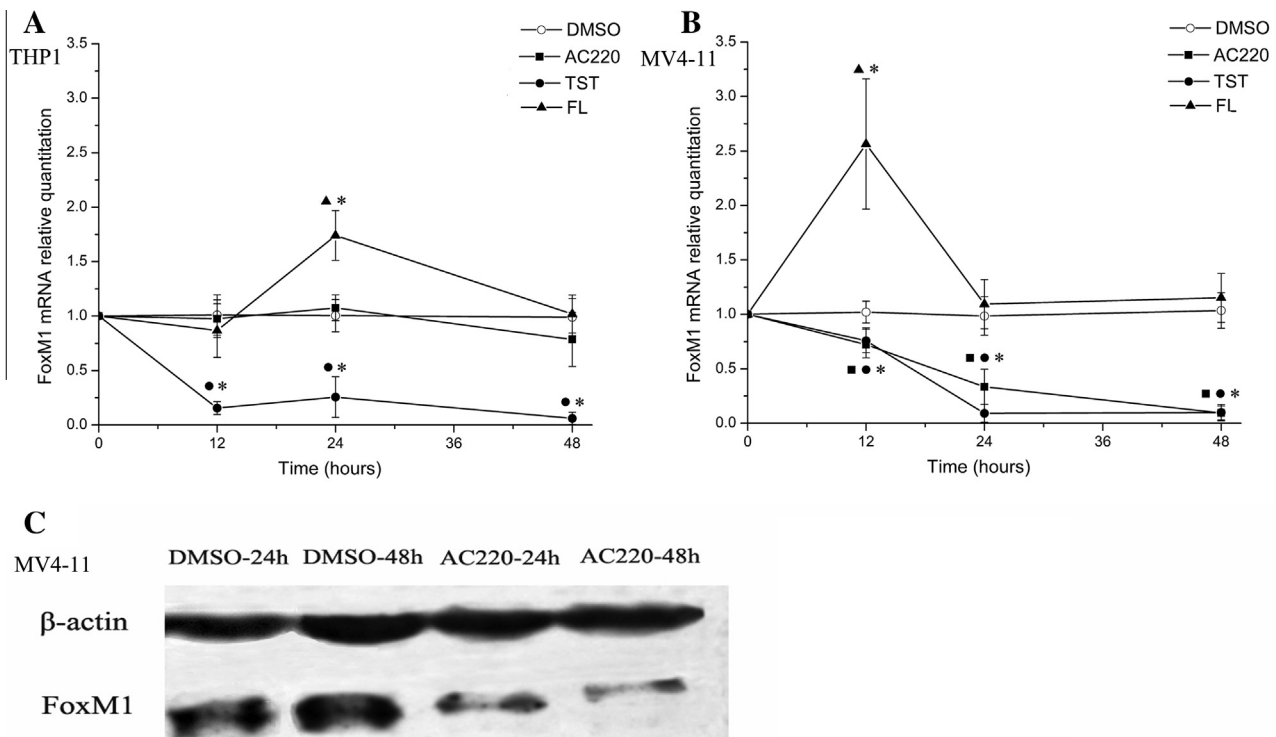 A
THP1
DMSO
AC220
TST
FL
3.5
3.0
2.5
2.0
1.5
1.0
0.5
0.0
FoxM1 mRNA relative quantitation
▲ *
● *
● *
● *
0 12 24 36 48
Time (hours)
B
MV4-11
DMSO
AC220
TST
FL
3.5
3.0
2.5
2.0
1.5
1.0
0.5
0.0
FoxM1 mRNA relative quantitation
▲ *
■ ● *
■ ● *
■ ● *
0 12 24 36 48
Time (hours)
C
MV4-11
DMSO-24h DMSO-48h AC220-24h AC220-48h
β-actin
FoxM1